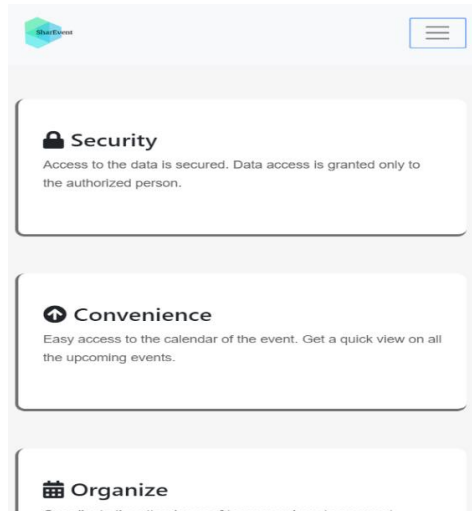 SharEvent
Security
Access to the data is secured. Data access is granted only to
the authorized person.
Convenience
Easy access to the calendar of the event. Get a quick view on all
the upcoming events.
Organize